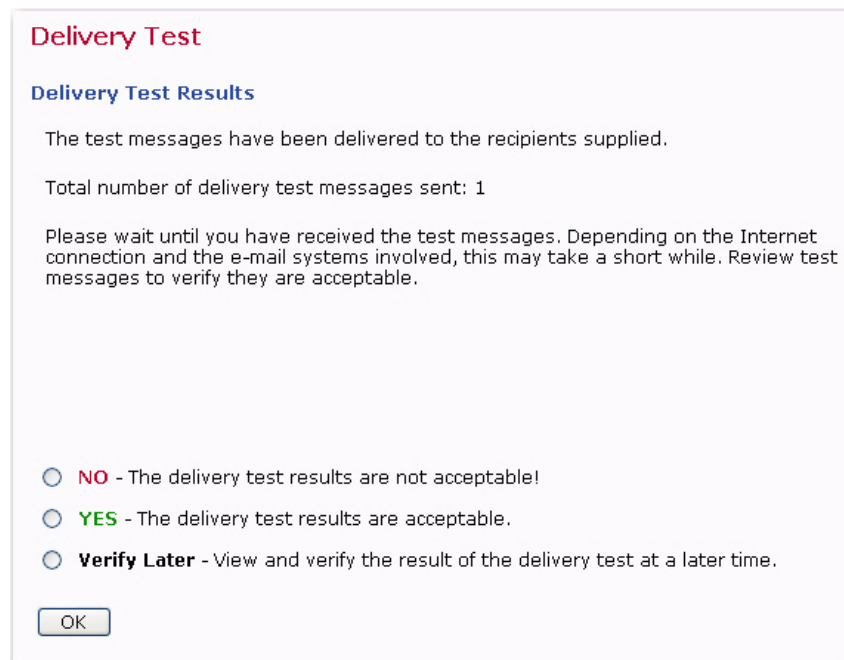 Delivery Test
Delivery Test Results
The test messages have been delivered to the recipients supplied.
Total number of delivery test messages sent: 1
Please wait until you have received the test messages. Depending on the Internet
connection and the e-mail systems involved, this may take a short while. Review test
messages to verify they are acceptable.
NO - The delivery test results are not acceptable!
YES - The delivery test results are acceptable.
Verify Later - View and verify the result of the delivery test at a later time.
OK